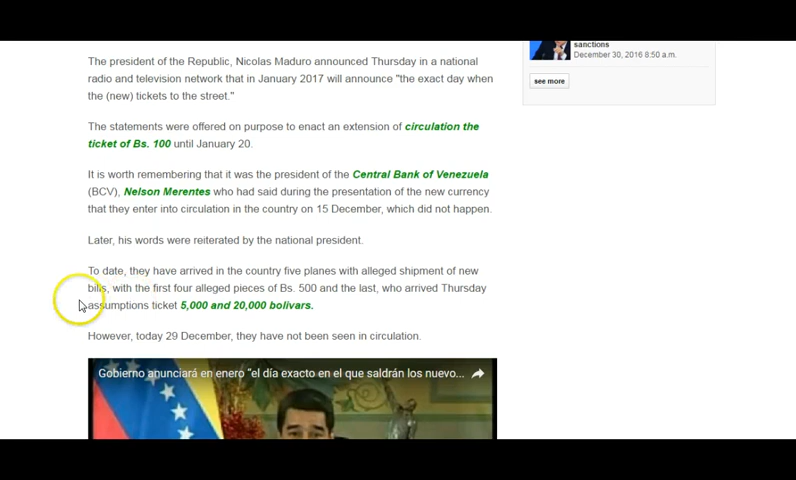 sanctions
December 30, 2016 8:50 a.m.
see more
The president of the Republic, Nicolas Maduro announced Thursday in a national
radio and television network that in January 2017 will announce "the exact day when
the (new) tickets to the street."
The statements were offered on purpose to enact an extension of circulation the
ticket of Bs. 100 until January 20.
It is worth remembering that it was the president of the Central Bank of Venezuela
(BCV), Nelson Merentes who had said during the presentation of the new currency
that they enter into circulation in the country on 15 December, which did not happen.
Later, his words were reiterated by the national president.
To date, they have arrived in the country five planes with alleged shipment of new
bills, with the first four alleged pieces of Bs. 500 and the last, who arrived Thursday
assumptions ticket 5,000 and 20,000 bolivars.
However, today 29 December, they have not been seen in circulation.
Gobierno anunciará en enero "el día exacto en el que saldrán los nuevo...